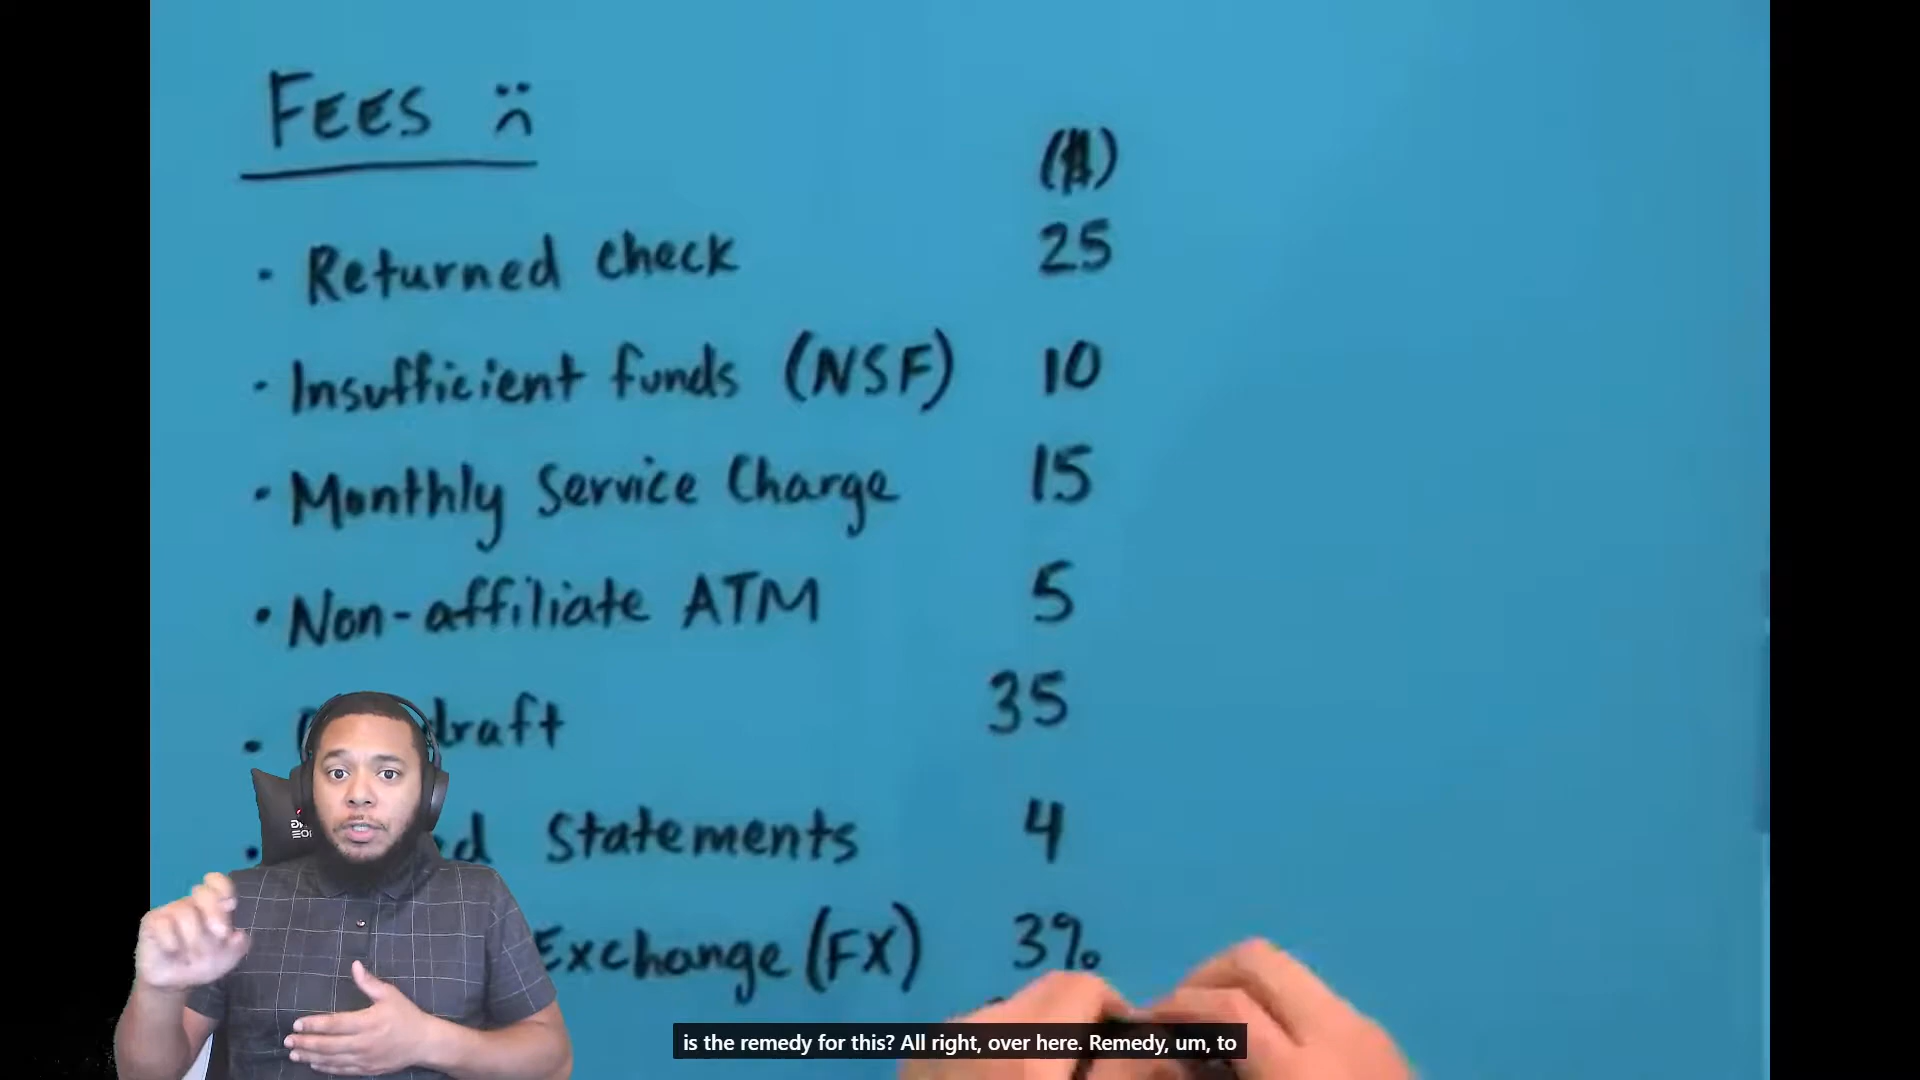 FEES
($)
• Returned check 25
• Insufficient funds (NSF) 10
• Monthly Service Charge 15
• Non-affiliate ATM 5
• draft 35
• Statements 4
Exchange (FX) 3%
is the remedy for this? All right, over here. Remedy, um, to